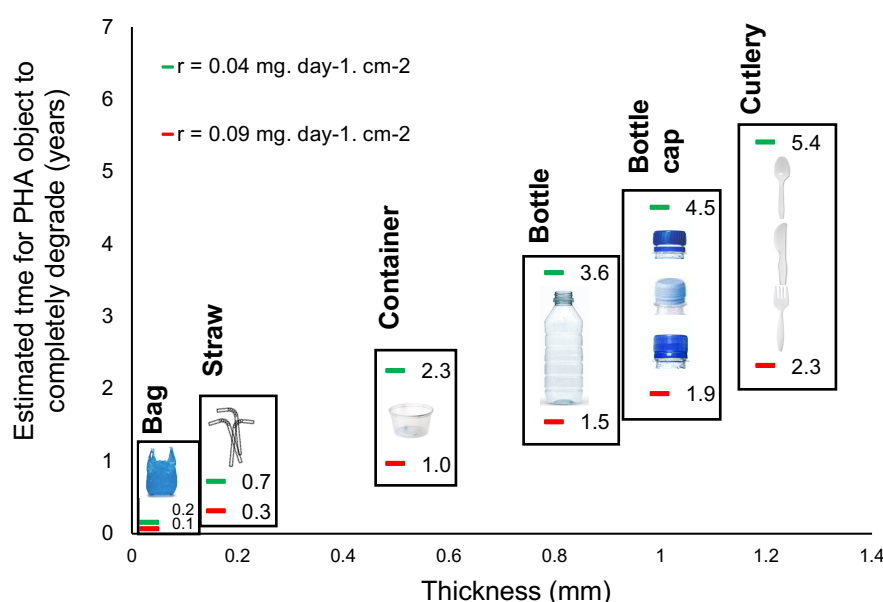 Estimated tme for PHA object to
completely degrade (years)
7
6
5
4
3
2
1
0
r = 0.04 mg. day-1. cm-2
r = 0.09 mg. day-1. cm-2
Bag
0.2
0.1
Straw
0.7
0.3
Container
2.3
1.0
Bottle
3.6
1.5
Bottle
cap
4.5
1.9
Cutlery
5.4
2.3
0
0.2
0.4
0.6
0.8
1
1.2
1.4
Thickness (mm)